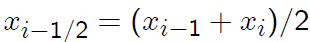 x_{i−1/2} = (x_{i−1} + x_i)/2